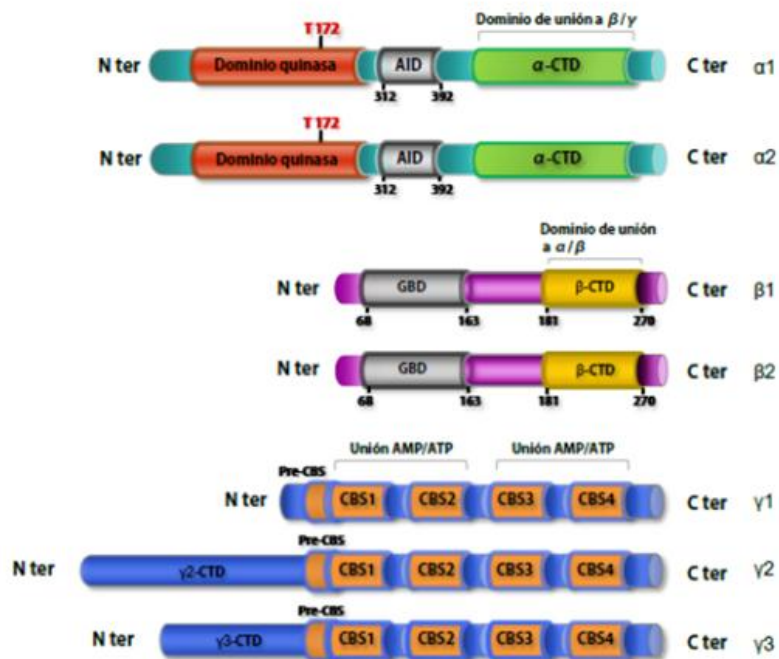 Dominio de unión a β/γ
T 172
N ter Dominio quinasa AID α-CTD C ter α1
312 392
T 172
N ter Dominio quinasa AID α-CTD C ter α2
312 392
Dominio de unión
a α/β
N ter GBD β-CTD C ter β1
68 163 181 270
N ter GBD β-CTD C ter β2
68 163 181 270
Unión AMP/ATP Unión AMP/ATP
Pre-CBS
N ter CBS1 CBS2 CBS3 CBS4 C ter γ1
Pre-CBS
N ter γ2-CTD CBS1 CBS2 CBS3 CBS4 C ter γ2
Pre-CBS
N ter γ3-CTD CBS1 CBS2 CBS3 CBS4 C ter γ3